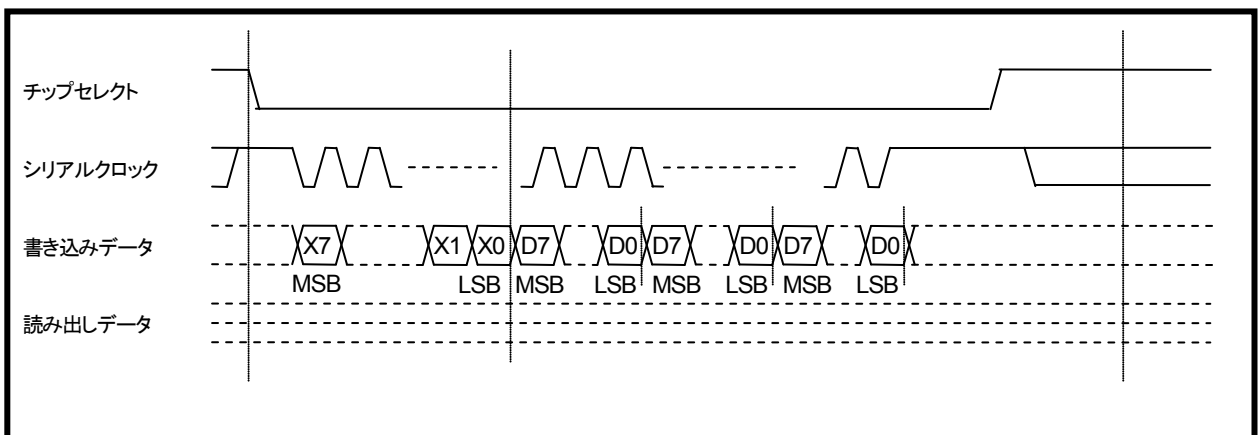 チップセレクト
シリアルクロック
書き込みデータ X7 X1 X0 D7 D0 D7 D0 D7 D0
MSB LSB MSB LSB MSB LSB MSB LSB
読み出しデータ